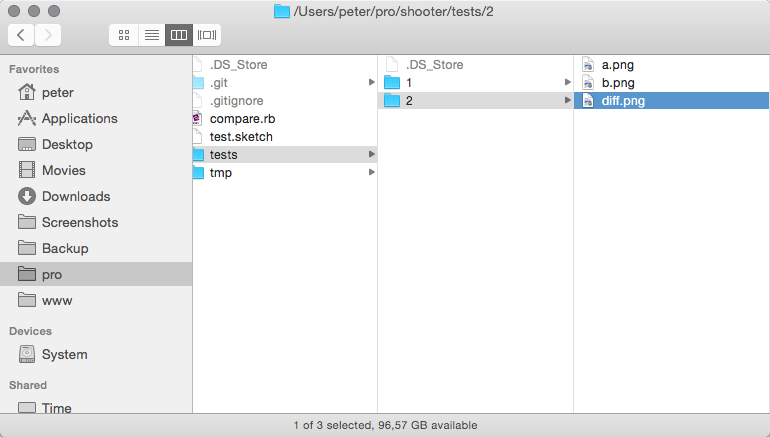 /Users/peter/pro/shooter/tests/2
Favorites
peter
Applications
Desktop
Movies
Downloads
Screenshots
Backup
pro
www
Devices
System
Shared
Time
.DS_Store
.git
.gitignore
compare.rb
test.sketch
tests
tmp
.DS_Store
1
2
a.png
b.png
diff.png
1 of 3 selected, 96,57 GB available